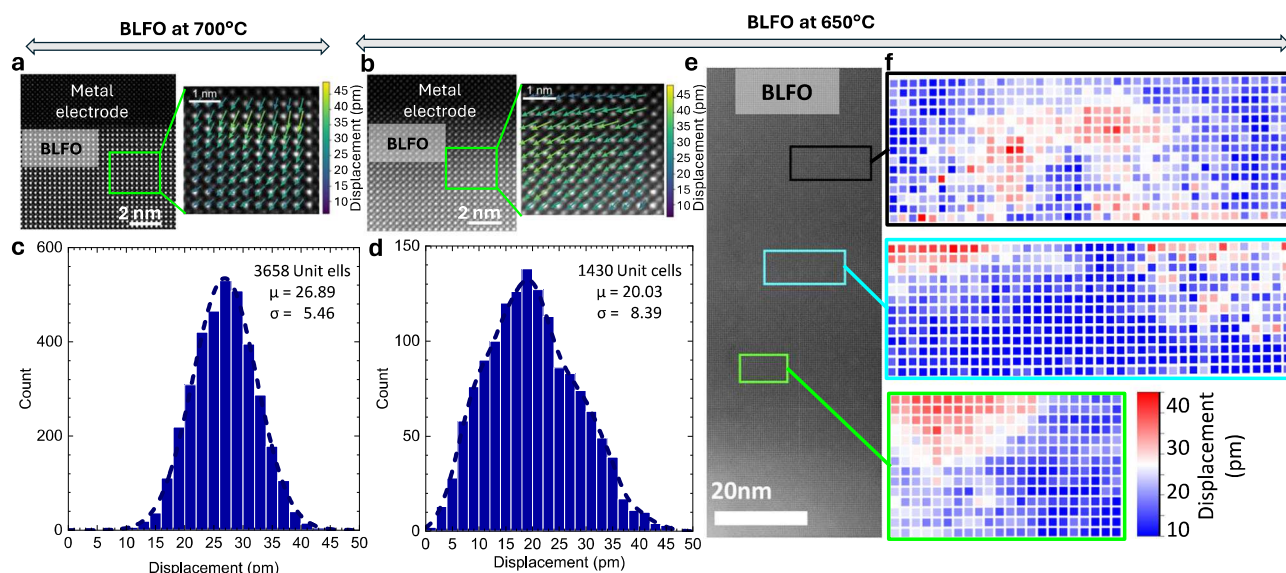 BLFO at 700°C
BLFO at 650°C
a
Metal
electrode
BLFO
2 nm
1 nm
45
40
35
30
25
20
15
10
Displacement (pm)
b
Metal
electrode
BLFO
2 nm
1 nm
45
40
35
30
25
20
15
10
Displacement (pm)
c
3658 Unit ells
μ = 26.89
σ = 5.46
600
400
200
0
Count
0 5 10 15 20 25 30 35 40 45 50
Displacement (pm)
d
1430 Unit cells
μ = 20.03
σ = 8.39
150
100
50
0
Count
0 5 10 15 20 25 30 35 40 45 50
Displacement (pm)
e
BLFO
20nm
f
40
30
20
10
Displacement
(pm)